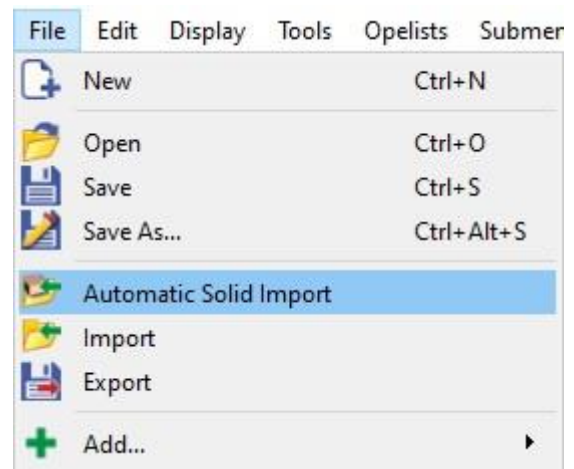 File Edit Display Tools Opelists Submer
New Ctrl+N
Open Ctrl+O
Save Ctrl+S
Save As... Ctrl+Alt+S
Automatic Solid Import
Import
Export
Add...